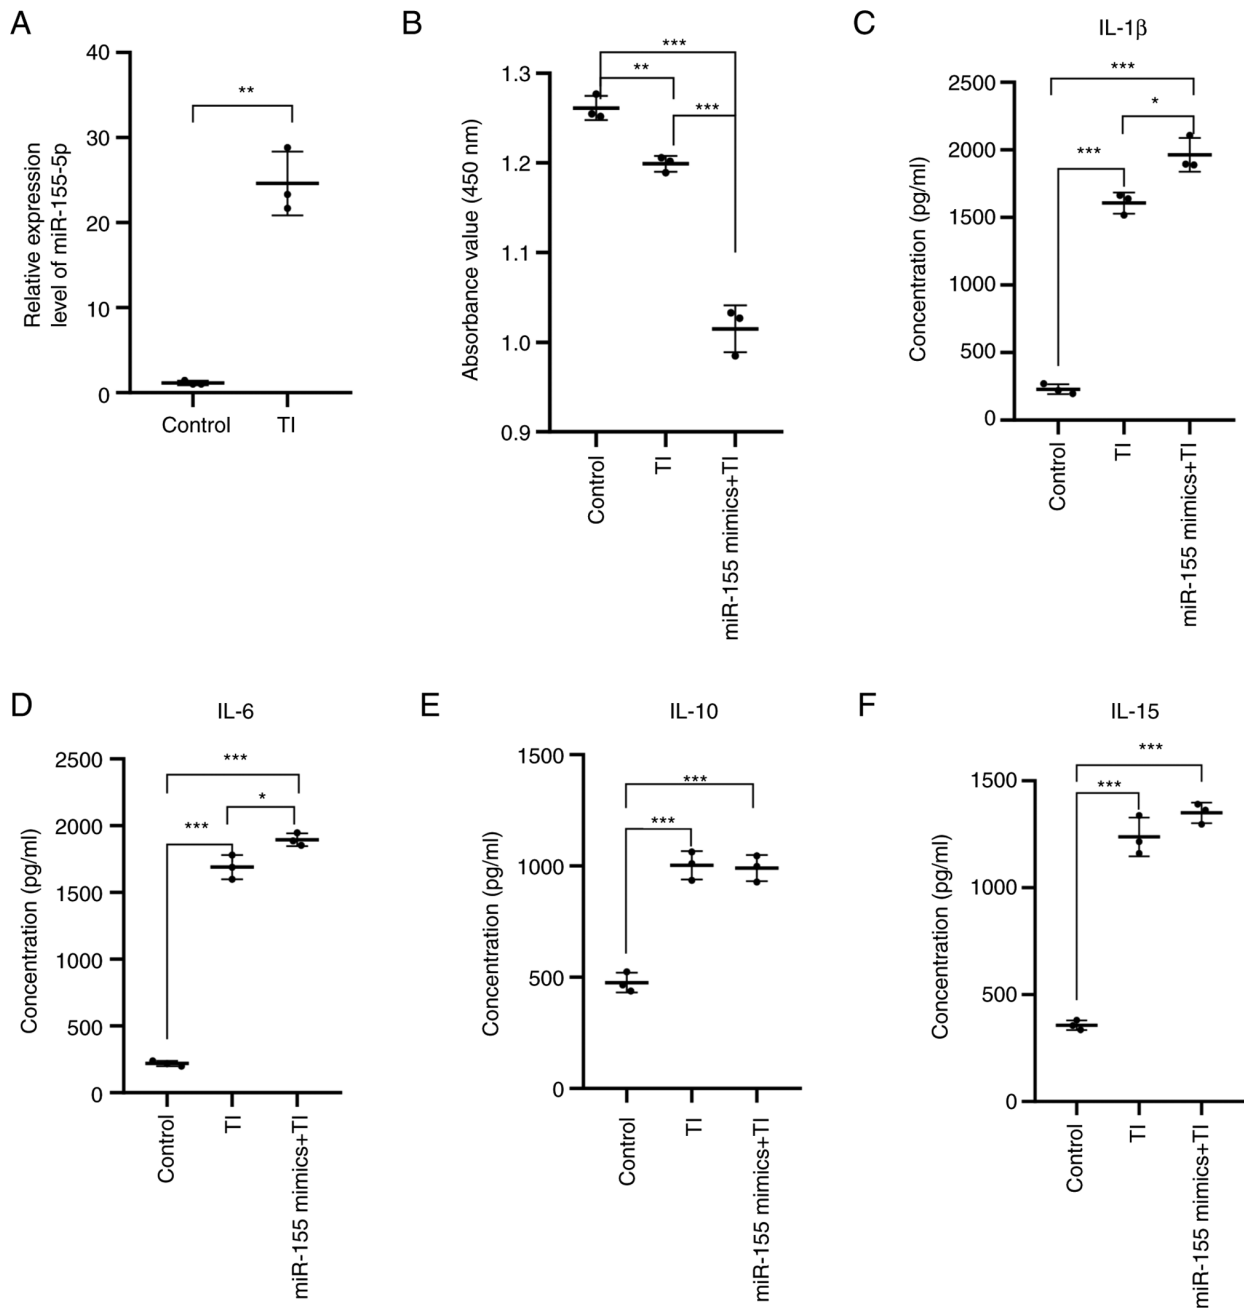 A
40
30
20
10
0
Relative expression
level of miR-155-5p
**
Control
TI
B
1.3
1.2
1.1
1.0
0.9
Absorbance value (450 nm)
***
**
***
Control
TI
miR-155 mimics+TI
C
IL-1β
2500
2000
1500
1000
500
0
Concentration (pg/ml)
***
*
***
Control
TI
miR-155 mimics+TI
D
IL-6
2500
2000
1500
1000
500
0
Concentration (pg/ml)
***
*
***
Control
TI
miR-155 mimics+TI
E
IL-10
1500
1000
500
0
Concentration (pg/ml)
***
***
Control
TI
miR-155 mimics+TI
F
IL-15
1500
1000
500
0
Concentration (pg/ml)
***
***
Control
TI
miR-155 mimics+TI